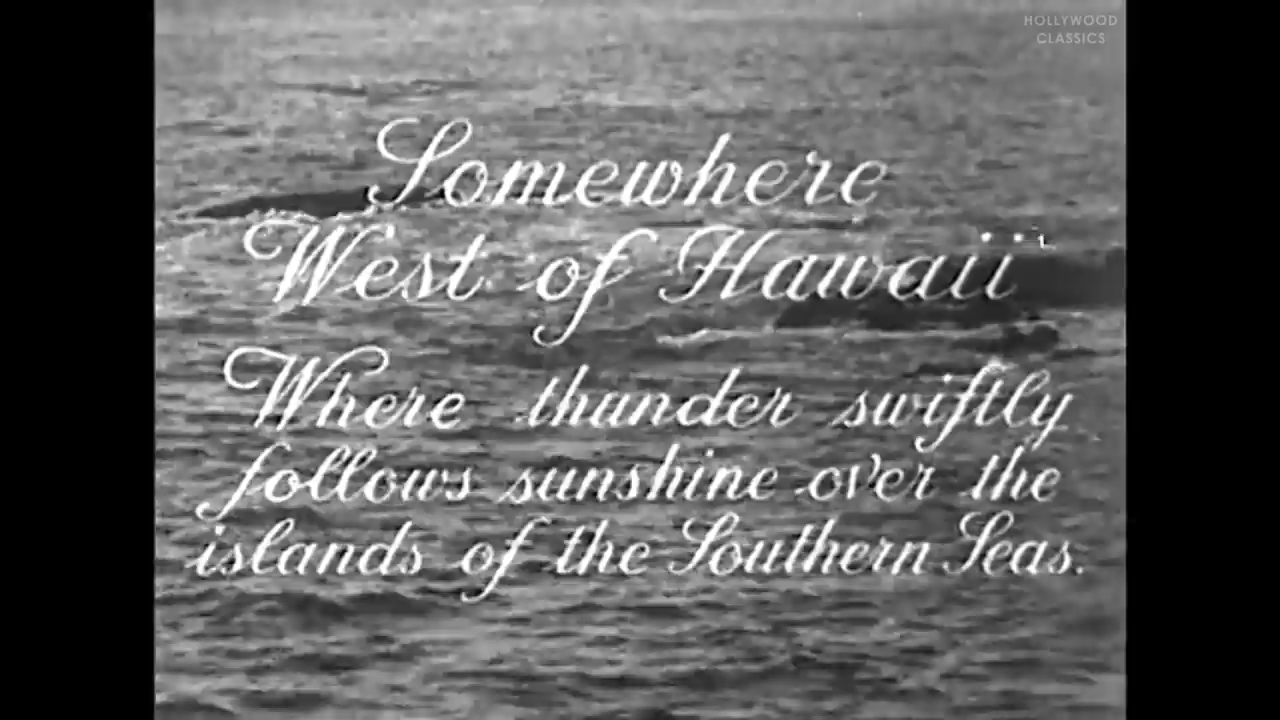 HOLLYWOOD
CLASSICS
Somewhere
West of Hawaii
Where thunder swiftly
follows sunshine over the
islands of the Southern Seas.